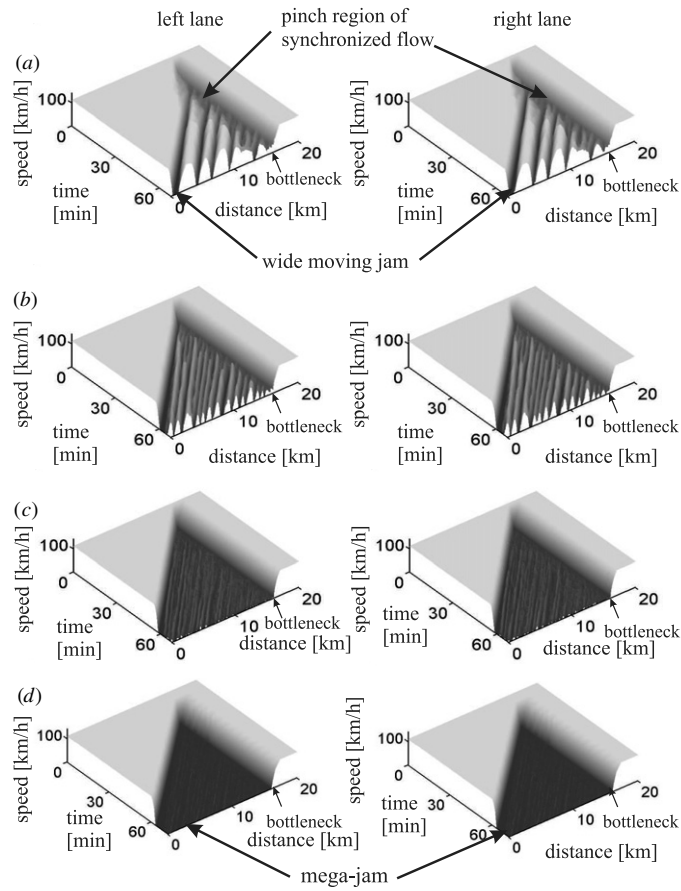 left lane
pinch region of
synchronized flow
right lane
(a)
speed [km/h]
100
0
30
60
time
[min]
0
10
20
distance [km]
bottleneck
speed [km/h]
100
0
30
60
time
[min]
0
10
20
distance [km]
bottleneck
wide moving jam
(b)
speed [km/h]
100
0
30
60
time
[min]
0
10
20
distance [km]
bottleneck
speed [km/h]
100
0
30
60
time
[min]
0
10
20
distance [km]
bottleneck
(c)
speed [km/h]
100
0
30
60
time
[min]
0
10
20
bottleneck
distance [km]
speed [km/h]
100
0
30
60
time
[min]
0
10
20
bottleneck
distance [km]
(d)
speed [km/h]
100
0
30
60
time
[min]
0
10
20
bottleneck
distance [km]
speed [km/h]
100
0
30
60
time
[min]
0
10
20
bottleneck
distance [km]
mega-jam